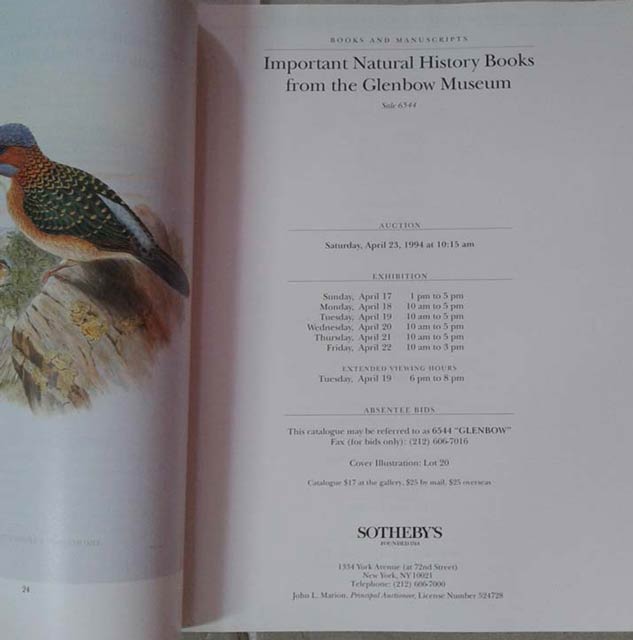 BOOKS AND MANUSCRIPTS
Important Natural History Books
from the Glenbow Museum
Sale 6544
AUCTION
Saturday, April 23, 1994 at 10:15 am
EXHIBITION
Sunday, April 17 1 pm to 5 pm
Monday, April 18 10 am to 5 pm
Tuesday, April 19 10 am to 5 pm
Wednesday, April 20 10 am to 5 pm
Thursday, April 21 10 am to 5 pm
Friday, April 22 10 am to 3 pm
EXTENDED VIEWING HOURS
Tuesday, April 19 6 pm to 8 pm
ABSENTEE BIDS
This catalogue may be referred to as 6544 "GLENBOW"
Fax (for bids only): (212) 606-7016
Cover Illustration: Lot 20
Catalogue $17 at the gallery, $25 by mail, $25 overseas
SOTHEBY'S
FOUNDED 1744
1334 York Avenue (at 72nd Street)
New York, NY 10021
Telephone: (212) 606-7000
John L. Marion, Principal Auctioneer, License Number 524728
24